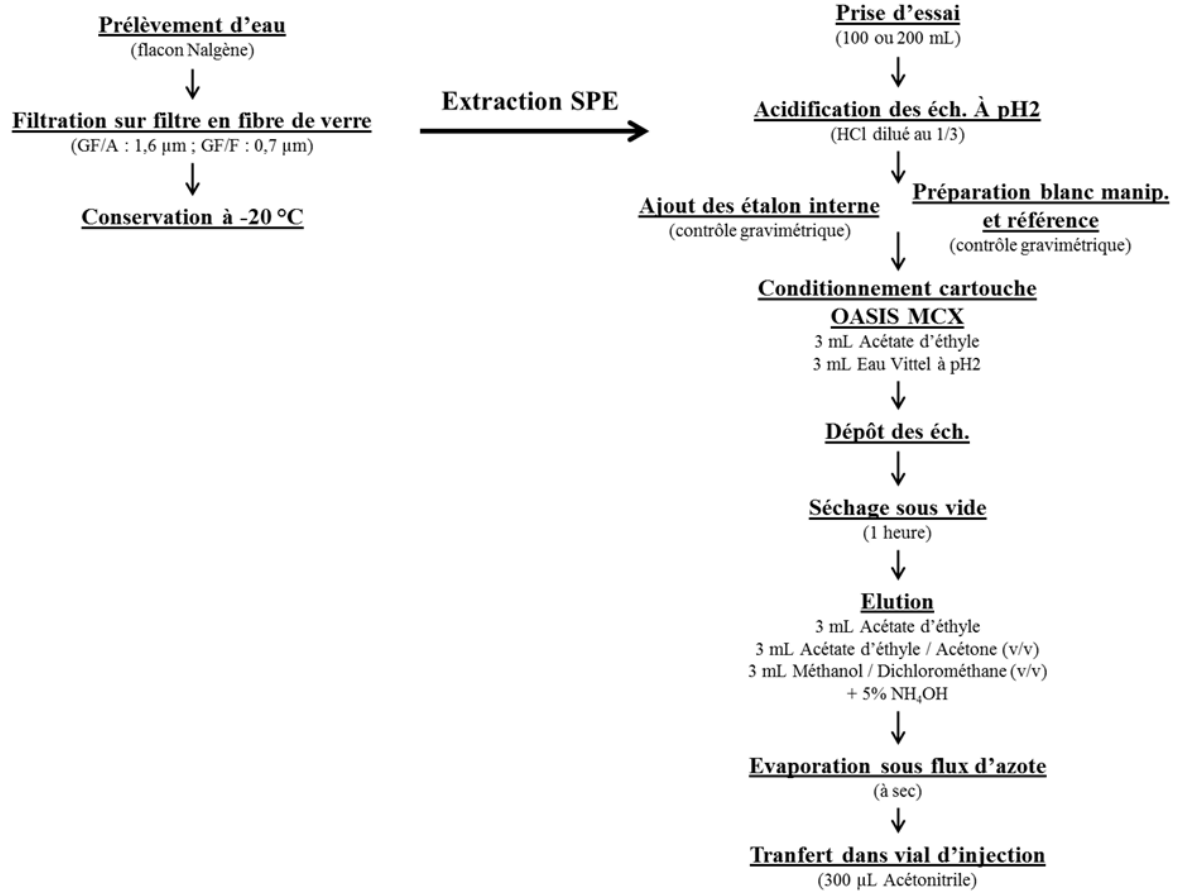 Prélèvement d’eau
(flacon Nalgène)
Filtration sur filtre en fibre de verre
(GF/A : 1,6 µm ; GF/F : 0,7 µm)
Conservation à -20 °C
Extraction SPE
Prise d’essai
(100 ou 200 mL)
Acidification des éch. À pH2
(HCl dilué au 1/3)
Ajout des étalon interne
(contrôle gravimétrique)
Préparation blanc manip.
et référence
(contrôle gravimétrique)
Conditionnement cartouche
OASIS MCX
3 mL Acétate d’éthyle
3 mL Eau Vittel à pH2
Dépôt des éch.
Séchage sous vide
(1 heure)
Elution
3 mL Acétate d’éthyle
3 mL Acétate d’éthyle / Acétone (v/v)
3 mL Méthanol / Dichlorométhane (v/v)
+ 5% NH₄OH
Evaporation sous flux d’azote
(à sec)
Tranfert dans vial d’injection
(300 µL Acétonitrile)